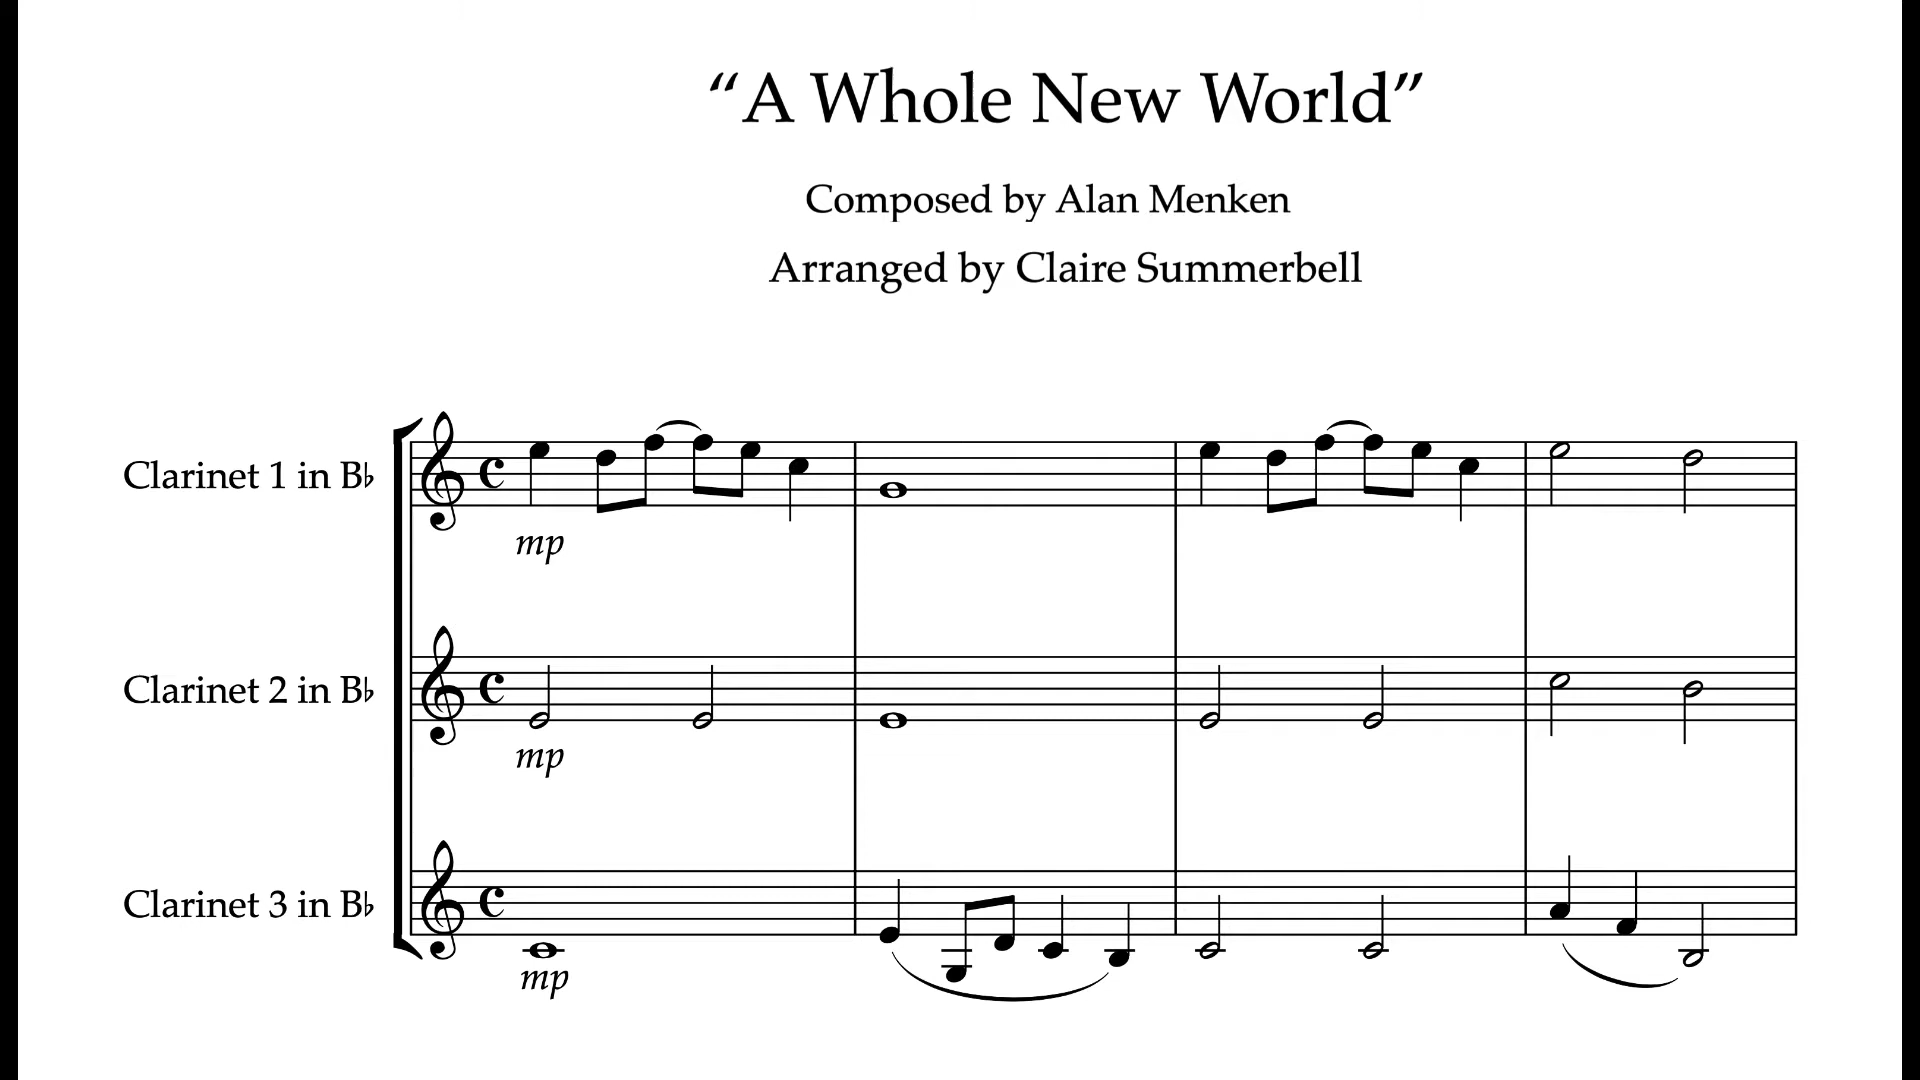 “A Whole New World”
Composed by Alan Menken
Arranged by Claire Summerbell
Clarinet 1 in B♭
mp
Clarinet 2 in B♭
mp
Clarinet 3 in B♭
mp